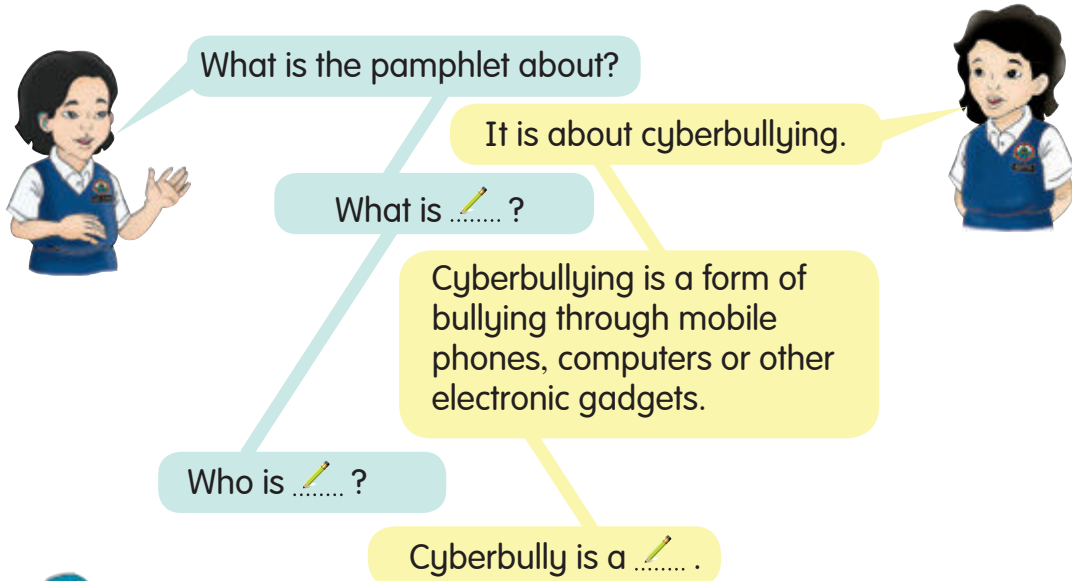 What is the pamphlet about?
It is about cyberbullying.
What is ........ ?
Cyberbullying is a form of
bullying through mobile
phones, computers or other
electronic gadgets.
Who is ........ ?
Cyberbully is a ........ .